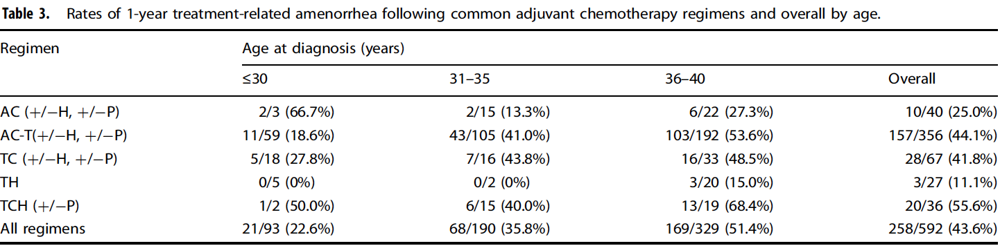 Table 3. Rates of 1-year treatment-related amenorrhea following common adjuvant chemotherapy regimens and overall by age.
Regimen Age at diagnosis (years)
≤30 31–35 36–40 Overall
AC (+/−H, +/−P) 2/3 (66.7%) 2/15 (13.3%) 6/22 (27.3%) 10/40 (25.0%)
AC-T(+/−H, +/−P) 11/59 (18.6%) 43/105 (41.0%) 103/192 (53.6%) 157/356 (44.1%)
TC (+/−H, +/−P) 5/18 (27.8%) 7/16 (43.8%) 16/33 (48.5%) 28/67 (41.8%)
TH 0/5 (0%) 0/2 (0%) 3/20 (15.0%) 3/27 (11.1%)
TCH (+/−P) 1/2 (50.0%) 6/15 (40.0%) 13/19 (68.4%) 20/36 (55.6%)
All regimens 21/93 (22.6%) 68/190 (35.8%) 169/329 (51.4%) 258/592 (43.6%)